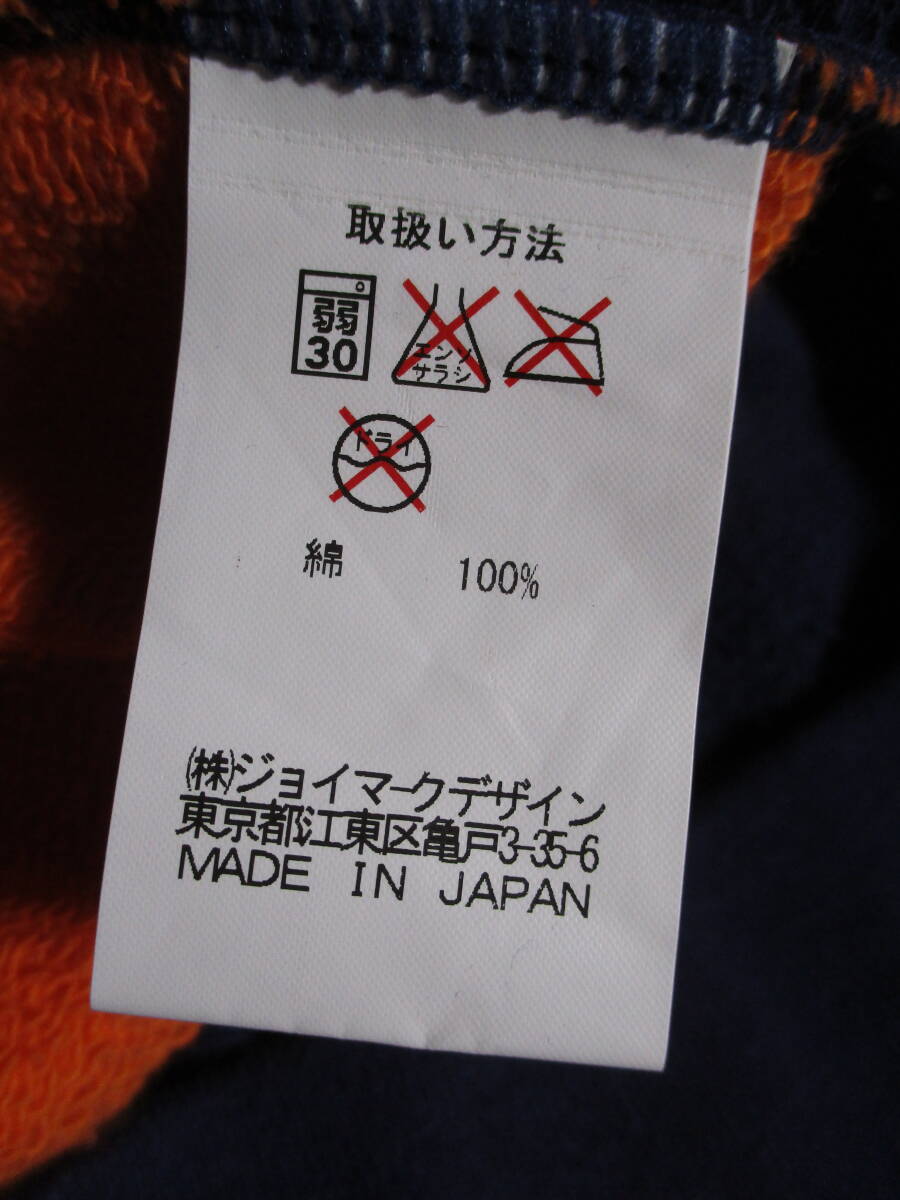 取扱い方法
弱
30
エンソ
サラシ
ドライ
綿 100%
㈱ジョイマークデザイン
東京都江東区亀戸3-35-6
MADE IN JAPAN